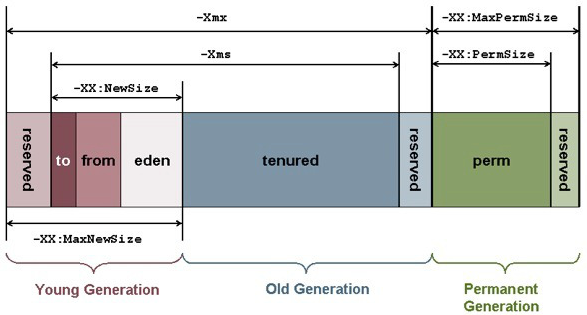 -Xmx
-XX:MaxPermSize
-Xms
-XX:PermSize
-XX:NewSize
reserved
to
from
eden
tenured
reserved
perm
reserved
-XX:MaxNewSize
Young Generation
Old Generation
Permanent
Generation